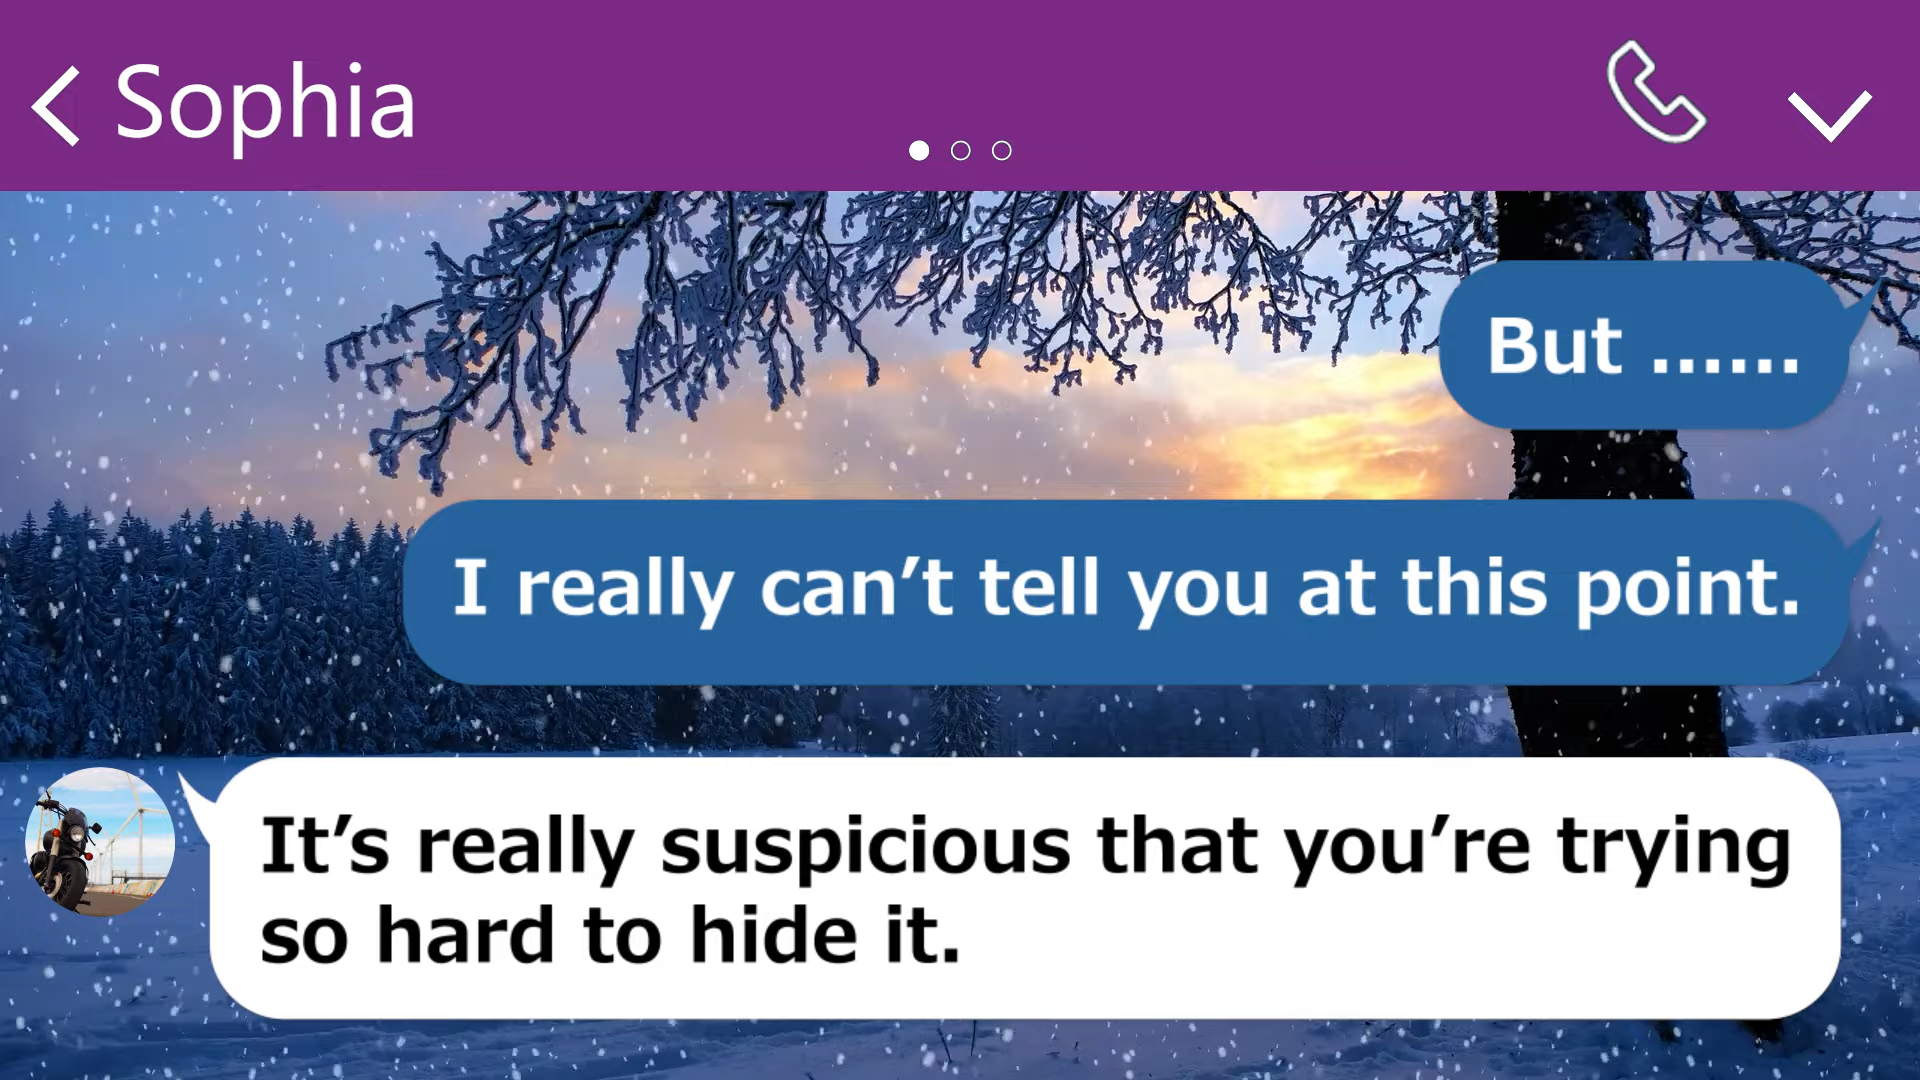 Sophia
But ......
I really can’t tell you at this point.
It’s really suspicious that you’re trying
so hard to hide it.